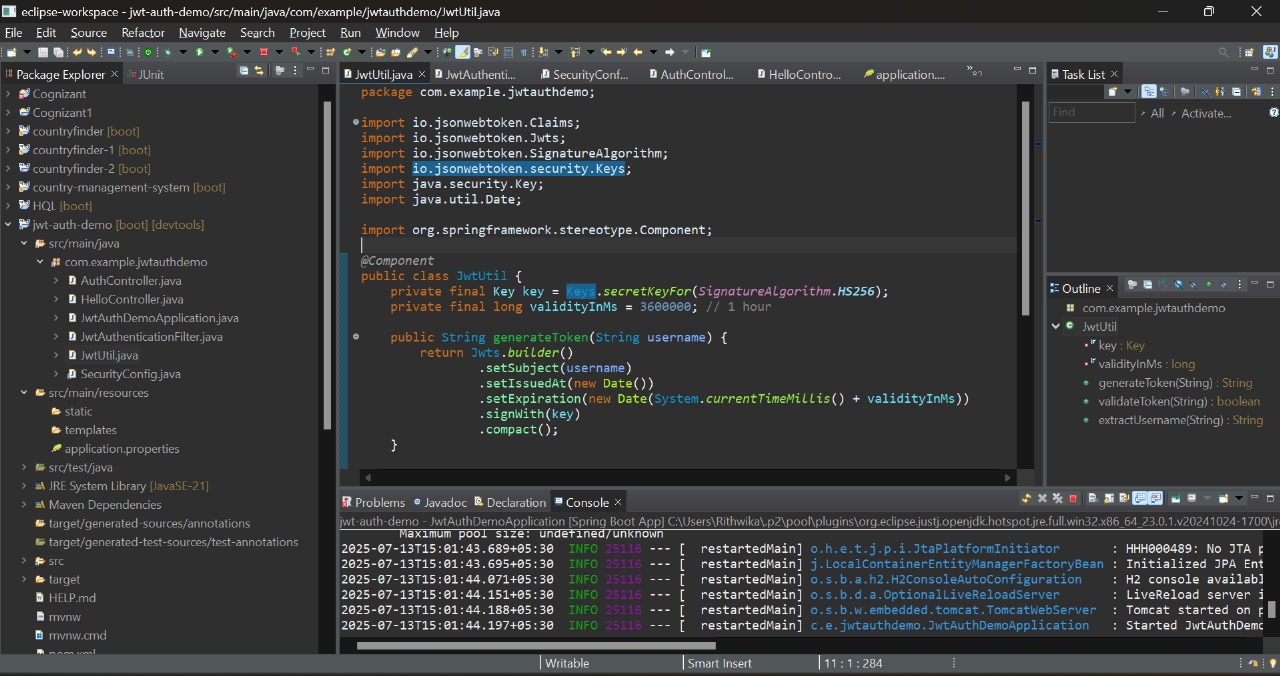 eclipse-workspace - jwt-auth-demo/src/main/java/com/example/jwtauthdemo/JwtUtil.java
File Edit Source Refactor Navigate Search Project Run Window Help
Package Explorer
JUnit
Cognizant
Cognizant1
countryfinder [boot]
countryfinder-1 [boot]
countryfinder-2 [boot]
country-management-system [boot]
HQL [boot]
jwt-auth-demo [boot] [devtools]
src/main/java
com.example.jwtauthdemo
AuthController.java
HelloController.java
JwtAuthDemoApplication.java
JwtAuthenticationFilter.java
JwtUtil.java
SecurityConfig.java
src/main/resources
static
templates
application.properties
src/test/java
JRE System Library [JavaSE-21]
Maven Dependencies
target/generated-sources/annotations
target/generated-test-sources/test-annotations
src
target
HELP.md
mvnw
mvnw.cmd
pom.xml
JwtUtil.java JwtAuthenti... SecurityConf... AuthControl... HelloContro... application....
package com.example.jwtauthdemo;
import io.jsonwebtoken.Claims;
import io.jsonwebtoken.Jwts;
import io.jsonwebtoken.SignatureAlgorithm;
import io.jsonwebtoken.security.Keys;
import java.security.Key;
import java.util.Date;
import org.springframework.stereotype.Component;
@Component
public class JwtUtil {
private final Key key = Keys.secretKeyFor(SignatureAlgorithm.HS256);
private final long validityInMs = 3600000; // 1 hour
public String generateToken(String username) {
return Jwts.builder()
.setSubject(username)
.setIssuedAt(new Date())
.setExpiration(new Date(System.currentTimeMillis() + validityInMs))
.signWith(key)
.compact();
}
Task List
Find
All
Activate...
Outline
com.example.jwtauthdemo
JwtUtil
key : Key
validityInMs : long
generateToken(String) : String
validateToken(String) : boolean
extractUsername(String) : String
Problems Javadoc Declaration Console
jwt-auth-demo - JwtAuthDemoApplication [Spring Boot App] C:\Users\Rithwika\.p2\pool\plugins\org.eclipse.justj.openjdk.hotspot.jre.full.win32.x86_64_23.0.1.v20241024-1700\jr
Maximum pool size: undefined/unknown
2025-07-13T15:01:43.689+05:30 INFO 25116 --- [ restartedMain] o.h.e.t.j.p.i.JtaPlatformInitiator : HHH000489: No JTA p
2025-07-13T15:01:43.695+05:30 INFO 25116 --- [ restartedMain] j.LocalContainerEntityManagerFactoryBean : Initialized JPA Ent
2025-07-13T15:01:44.071+05:30 INFO 25116 --- [ restartedMain] o.s.b.a.h2.H2ConsoleAutoConfiguration : H2 console availabl
2025-07-13T15:01:44.151+05:30 INFO 25116 --- [ restartedMain] o.s.b.d.a.OptionalLiveReloadServer : LiveReload server i
2025-07-13T15:01:44.188+05:30 INFO 25116 --- [ restartedMain] o.s.b.w.embedded.tomcat.TomcatWebServer : Tomcat started on p
2025-07-13T15:01:44.197+05:30 INFO 25116 --- [ restartedMain] c.e.jwtauthdemo.JwtAuthDemoApplication : Started JwtAuthDemo
Writable
Smart Insert
11 : 1 : 284